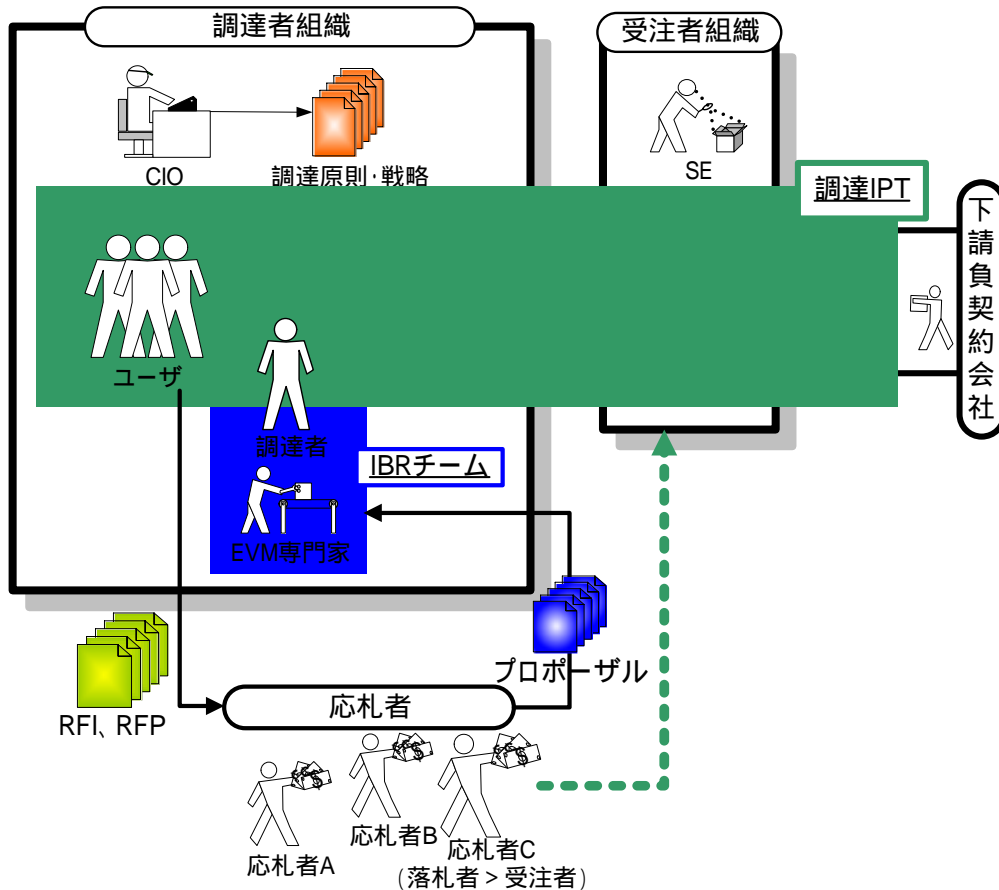 調達者組織
受注者組織
CIO
調達原則・戦略
SE
調達IPT
下請負契約会社
ユーザ
調達者
IBRチーム
EVM専門家
プロポーザル
RFI、RFP
応札者
応札者A
応札者B
応札者C
(落札者>受注者)